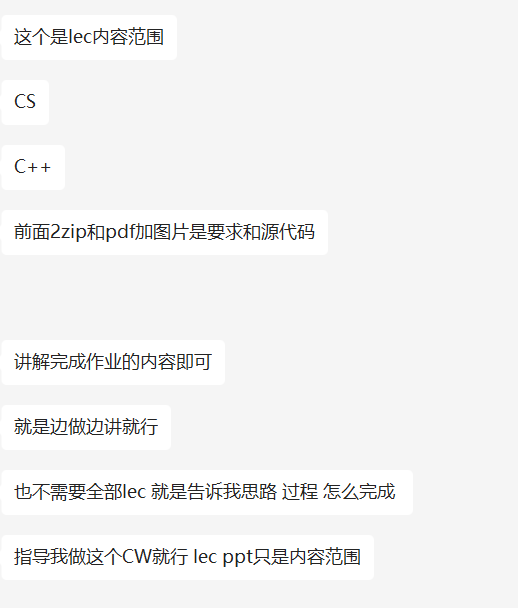 这个是lec内容范围
CS
C++
前面2zip和pdf加图片是要求和源代码
讲解完成作业的内容即可
就是边做边讲就行
也不需要全部lec 就是告诉我思路 过程 怎么完成
指导我做这个CW就行 lec ppt只是内容范围